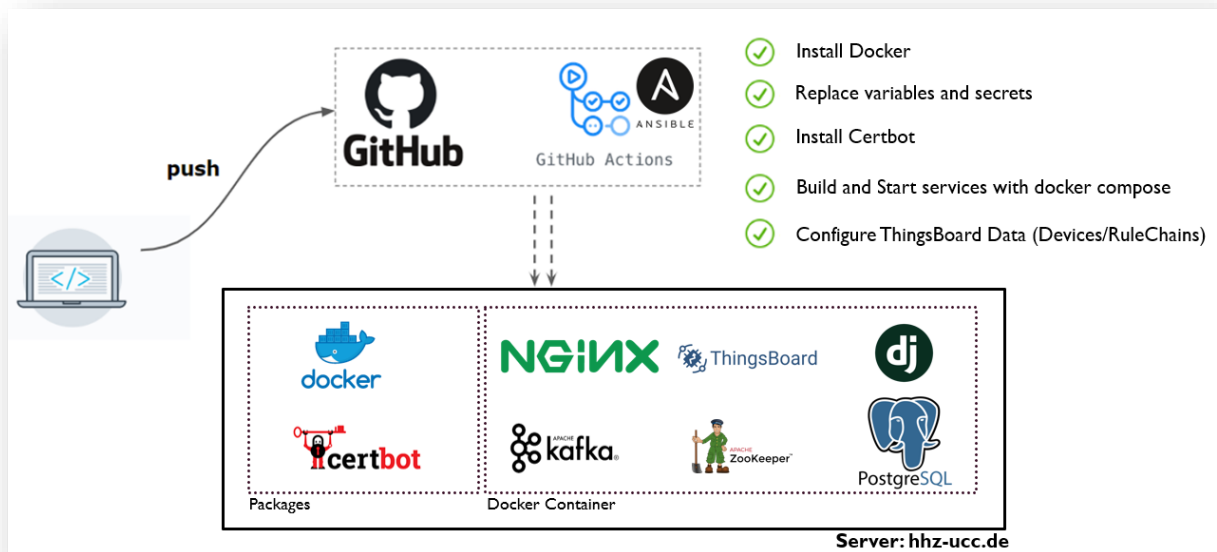 push
GitHub
ANSIBLE
GitHub Actions
Install Docker
Replace variables and secrets
Install Certbot
Build and Start services with docker compose
Configure ThingsBoard Data (Devices/RuleChains)
</>
docker
certbot
Packages
NGiNX
ThingsBoard
dj
APACHE
kafka®
APACHE
ZooKeeper™
PostgreSQL
Docker Container
Server: hhz-ucc.de